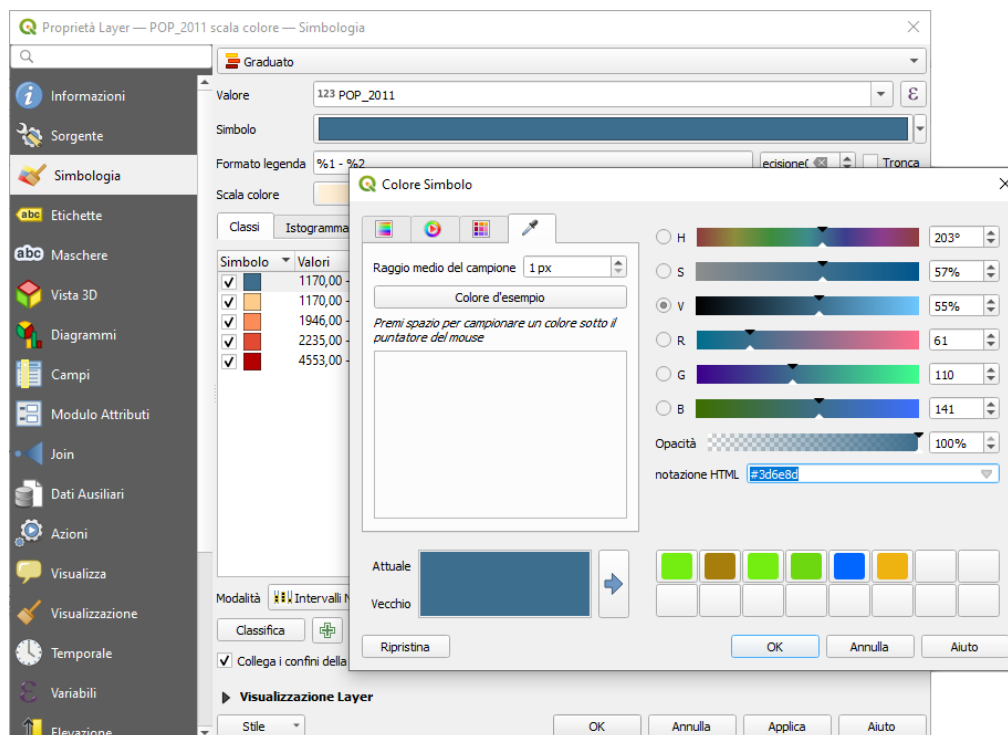 Proprietà Layer — POP_2011 scala colore — Simbologia
Informazioni
Sorgente
Simbologia
abc Etichette
abc Maschere
Vista 3D
Diagrammi
Campi
Modulo Attributi
Join
Dati Ausiliari
Azioni
Visualizza
Visualizzazione
Temporale
ε Variabili
Elevazione
Graduato
Valore
123 POP_2011
ε
Simbolo
Formato legenda
%1 - %2
ecisione(
Tronca
Scala colore
Classi
Istogramma
Simbolo
Valori
1170,00 -
1170,00 -
1946,00 -
2235,00 -
4553,00 -
Modalità
Intervalli
Classifica
Collega i confini della
Visualizzazione Layer
Stile
OK
Annulla
Applica
Aiuto
Colore Simbolo
Raggio medio del campione
1 px
Colore d'esempio
Premi spazio per campionare un colore sotto il
puntatore del mouse
H
203°
S
57%
V
55%
R
61
G
110
B
141
Opacità
100%
notazione HTML
#3d6e8d
Attuale
Vecchio
Ripristina
OK
Annulla
Aiuto